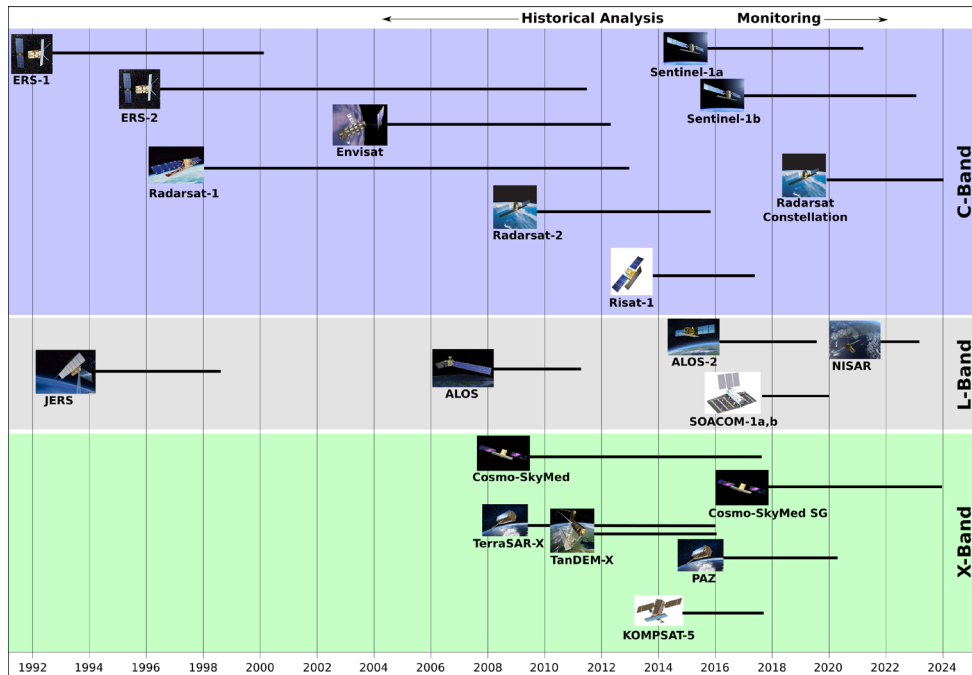 Historical Analysis
Monitoring
ERS-1
Sentinel-1a
ERS-2
Sentinel-1b
Envisat
Radarsat-1
Radarsat
Constellation
Radarsat-2
Risat-1
C-Band
ALOS-2
NISAR
JERS
ALOS
SOACOM-1a,b
L-Band
Cosmo-SkyMed
Cosmo-SkyMed SG
TerraSAR-X
TanDEM-X
PAZ
KOMPSAT-5
X-Band
1992 1994 1996 1998 2000 2002 2004 2006 2008 2010 2012 2014 2016 2018 2020 2022 2024